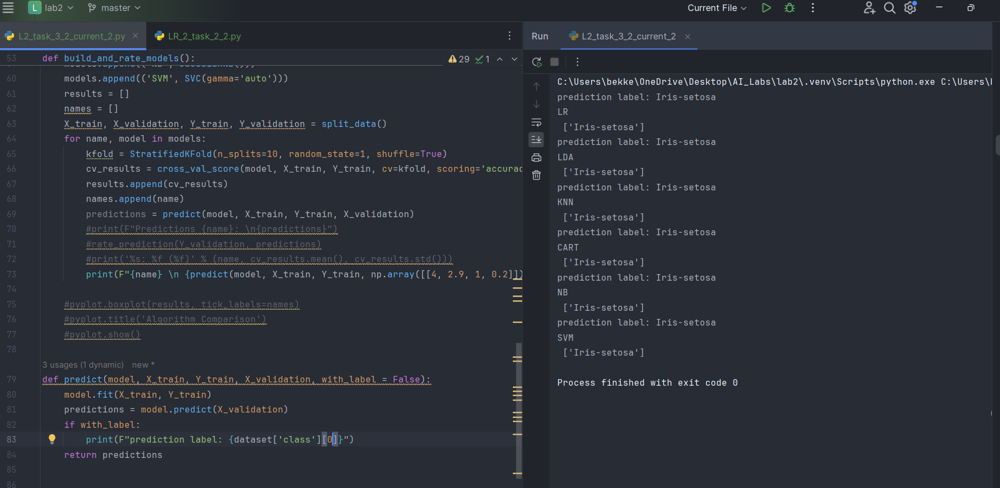 L lab2 master Current File
L2_task_3_2_current_2.py LR_2_task_2_2.py
53 def build_and_rate_models(): 29 1
60 models.append(('SVM', SVC(gamma='auto')))
61 results = []
62 names = []
63 X_train, X_validation, Y_train, Y_validation = split_data()
64 for name, model in models:
65 kfold = StratifiedKFold(n_splits=10, random_state=1, shuffle=True)
66 cv_results = cross_val_score(model, X_train, Y_train, cv=kfold, scoring='accurac
67 results.append(cv_results)
68 names.append(name)
69 predictions = predict(model, X_train, Y_train, X_validation)
70 #print(F"Predictions {name}: \n{predictions}")
71 #rate_prediction(Y_validation, predictions)
72 #print('%s: %f (%f)' % (name, cv_results.mean(), cv_results.std()))
73 print(F"{name} \n {predict(model, X_train, Y_train, np.array([[4, 2.9, 1, 0.2]])
74
75 #pyplot.boxplot(results, tick_labels=names)
76 #pyplot.title('Algorithm Comparison')
77 #pyplot.show()
78
3 usages (1 dynamic) new *
79 def predict(model, X_train, Y_train, X_validation, with_label = False):
80 model.fit(X_train, Y_train)
81 predictions = model.predict(X_validation)
82 if with_label:
83 print(F"prediction label: {dataset['class'][0]}")
84 return predictions
85
86
Run L2_task_3_2_current_2
C:\Users\bekke\OneDrive\Desktop\AI_Labs\lab2\.venv\Scripts\python.exe C:\Users\
prediction label: Iris-setosa
LR
['Iris-setosa']
prediction label: Iris-setosa
LDA
['Iris-setosa']
prediction label: Iris-setosa
KNN
['Iris-setosa']
prediction label: Iris-setosa
CART
['Iris-setosa']
prediction label: Iris-setosa
NB
['Iris-setosa']
prediction label: Iris-setosa
SVM
['Iris-setosa']
Process finished with exit code 0